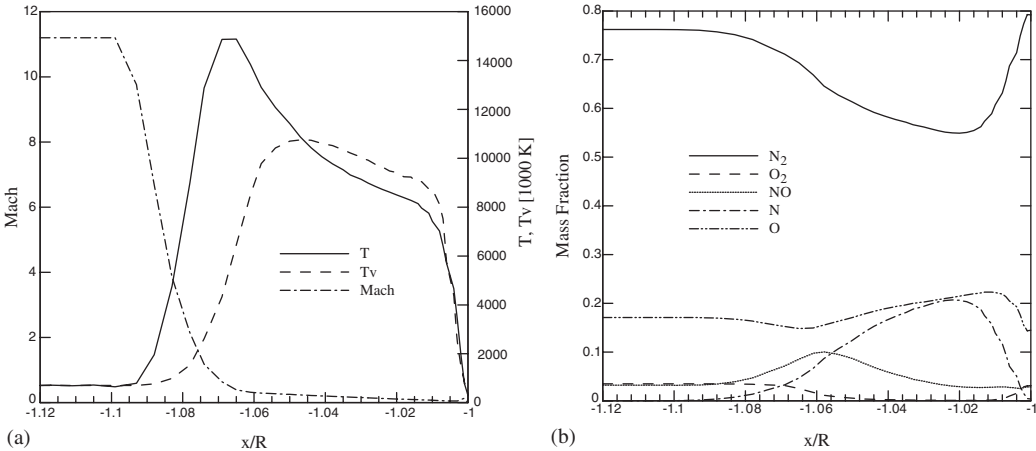 Mach
12
10
8
6
4
2
0
16000
14000
12000
10000
8000
6000
4000
2000
0
T, Tv [1000 K]
T
Tv
Mach
-1.12
-1.1
-1.08
-1.06
-1.04
-1.02
-1
x/R
(a)
Mass Fraction
0.8
0.7
0.6
0.5
0.4
0.3
0.2
0.1
0
N2
O2
NO
N
O
-1.12
-1.1
-1.08
-1.06
-1.04
-1.02
-1
x/R
(b)